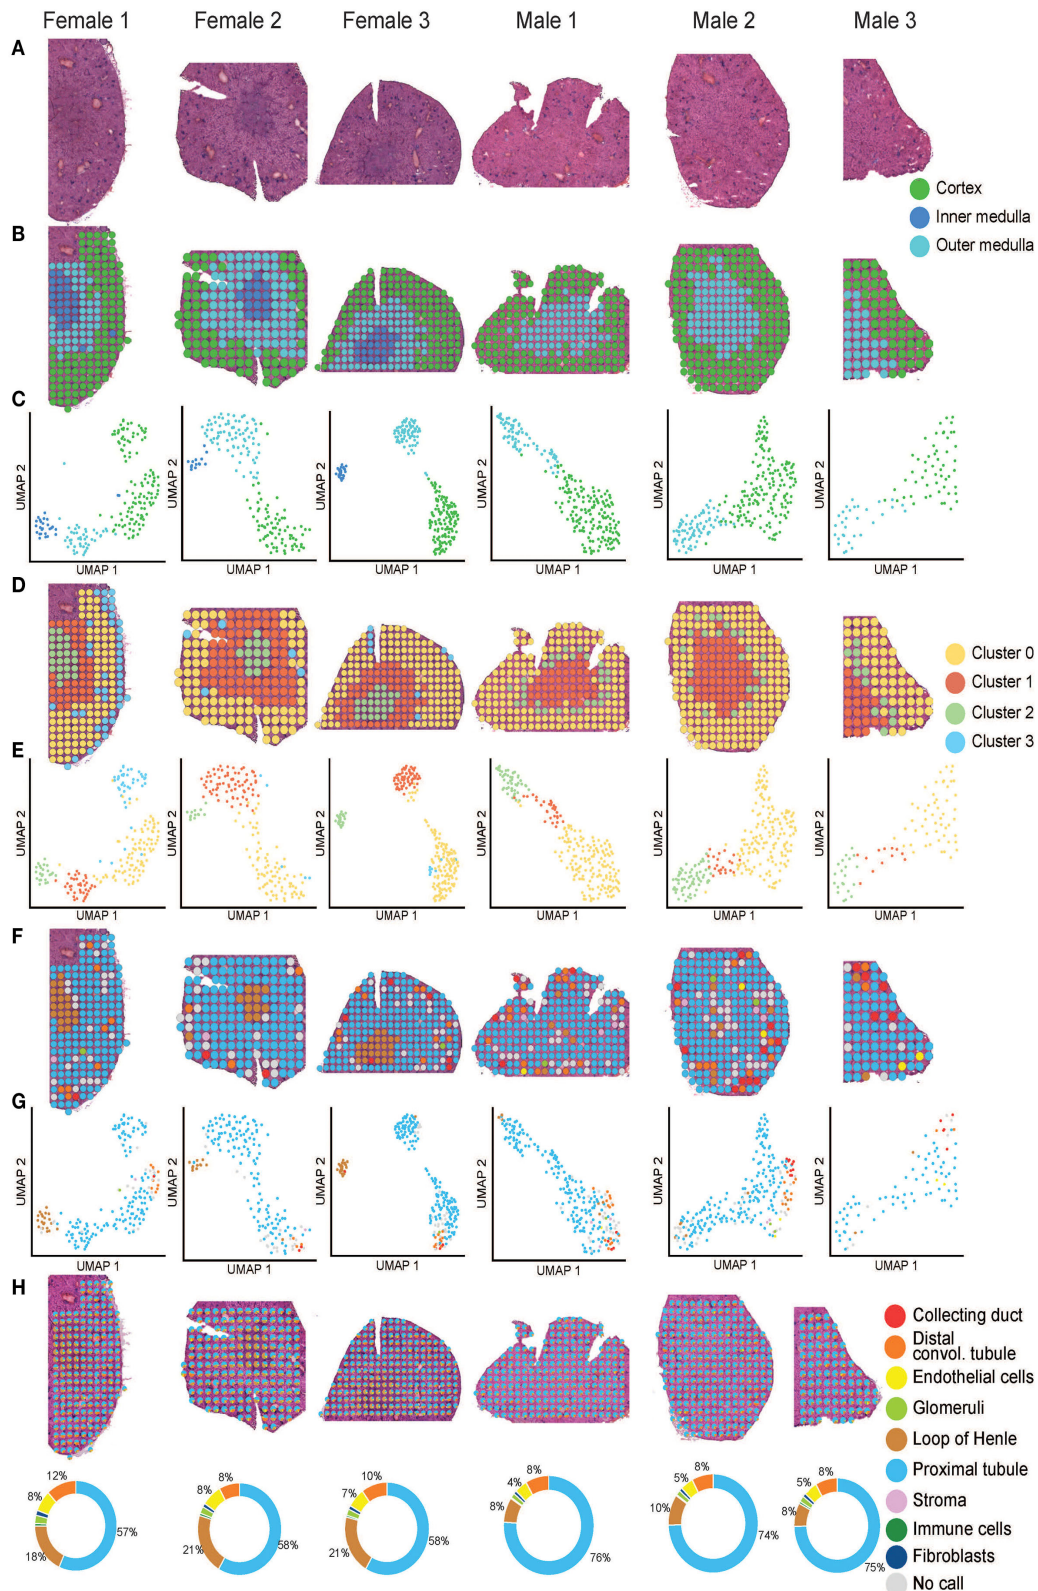 Female 1 Female 2 Female 3 Male 1 Male 2 Male 3
A
Cortex
Inner medulla
Outer medulla
B
C
UMAP 2 UMAP 2 UMAP 2 UMAP 2 UMAP 2 UMAP 2
UMAP 1 UMAP 1 UMAP 1 UMAP 1 UMAP 1 UMAP 1
D
Cluster 0
Cluster 1
Cluster 2
Cluster 3
E
UMAP 2 UMAP 2 UMAP 2 UMAP 2 UMAP 2 UMAP 2
UMAP 1 UMAP 1 UMAP 1 UMAP 1 UMAP 1 UMAP 1
F
G
UMAP 2 UMAP 2 UMAP 2 UMAP 2 UMAP 2 UMAP 2
UMAP 1 UMAP 1 UMAP 1 UMAP 1 UMAP 1 UMAP 1
H
Collecting duct
Distal
convol. tubule
Endothelial cells
Glomeruli
Loop of Henle
Proximal tubule
Stroma
Immune cells
Fibroblasts
No call
12% 8% 57% 18%
8% 8% 58% 21%
10% 7% 58% 21%
8% 4% 8% 76%
8% 5% 10% 74%
8% 5% 8% 75%